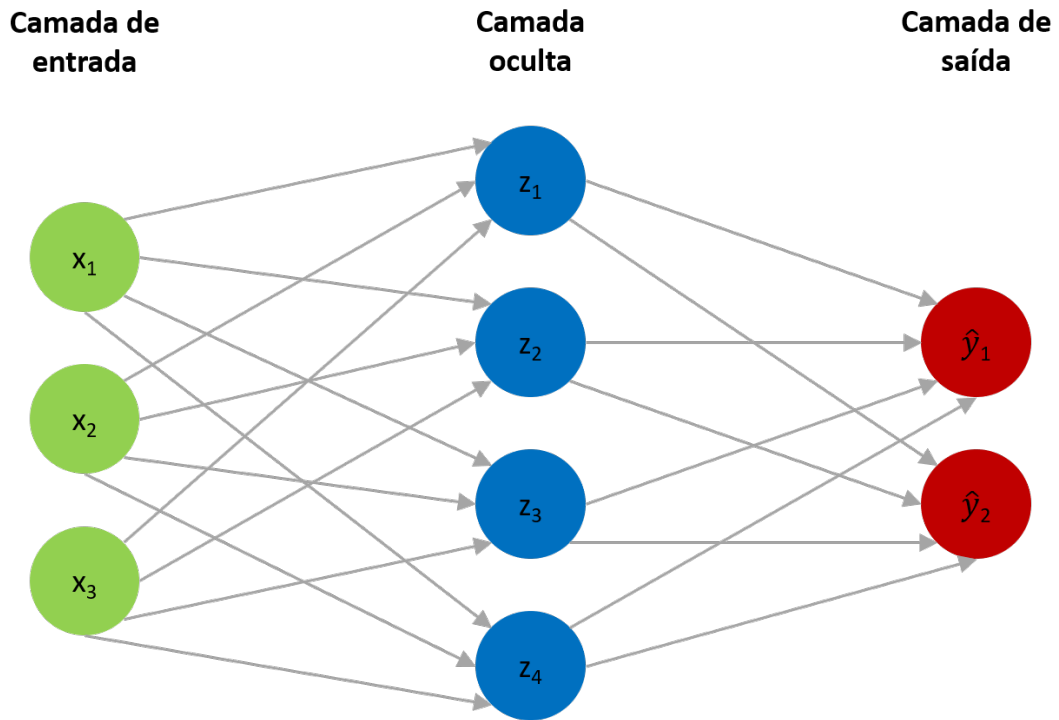 Camada de
entrada
Camada
oculta
Camada de
saída
x₁
x₂
x₃
z₁
z₂
z₃
z₄
ŷ₁
ŷ₂